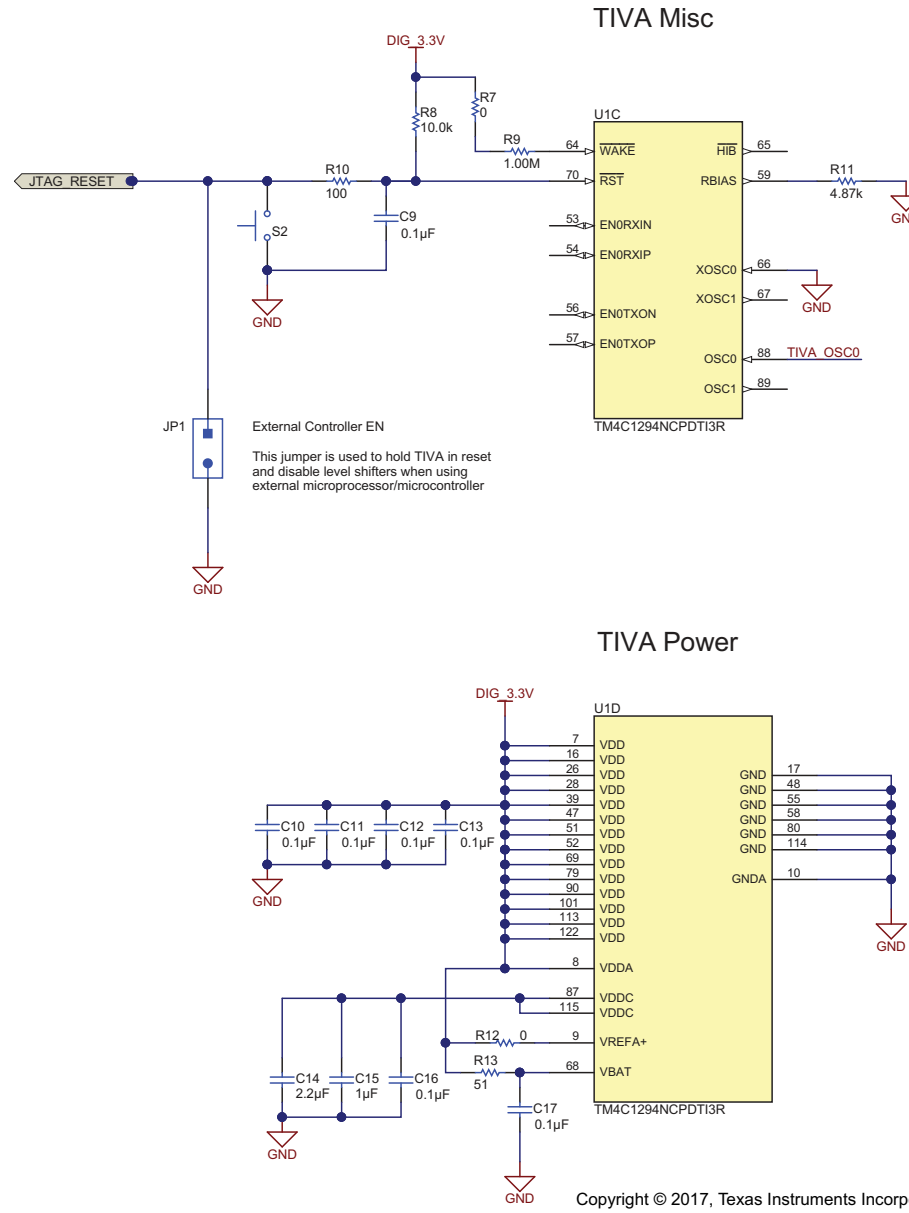 TIVA Misc
DIG_3.3V
R7
0
R8
10.0k
R9
1.00M
U1C
64 WAKE HIB 65
JTAG_RESET
R10
100
70 RST RBIAS 59
R11
4.87k
C9
0.1µF
S2
53 EN0RXIN
54 EN0RXIP
XOSC0 66
GND
GND
XOSC1 67
GND
56 EN0TXON
57 EN0TXOP
OSC0 88 TIVA_OSC0
OSC1 89
TM4C1294NCPDTI3R
JP1
External Controller EN
This jumper is used to hold TIVA in reset
and disable level shifters when using
external microprocessor/microcontroller
GND
TIVA Power
DIG_3.3V
U1D
7 VDD
16 VDD
26 VDD GND 17
28 VDD GND 48
39 VDD GND 55
47 VDD GND 58
51 VDD GND 80
52 VDD GND 114
69 VDD
79 VDD GNDA 10
90 VDD
101 VDD
113 VDD
122 VDD
C10 C11 C12 C13
0.1µF 0.1µF 0.1µF 0.1µF
GND
GND
8 VDDA
87 VDDC
115 VDDC
R12 0
9 VREFA+
R13
51
68 VBAT
C14 C15 C16
2.2µF 1µF 0.1µF
C17
0.1µF
TM4C1294NCPDTI3R
GND
GND
Copyright © 2017, Texas Instruments Incorp